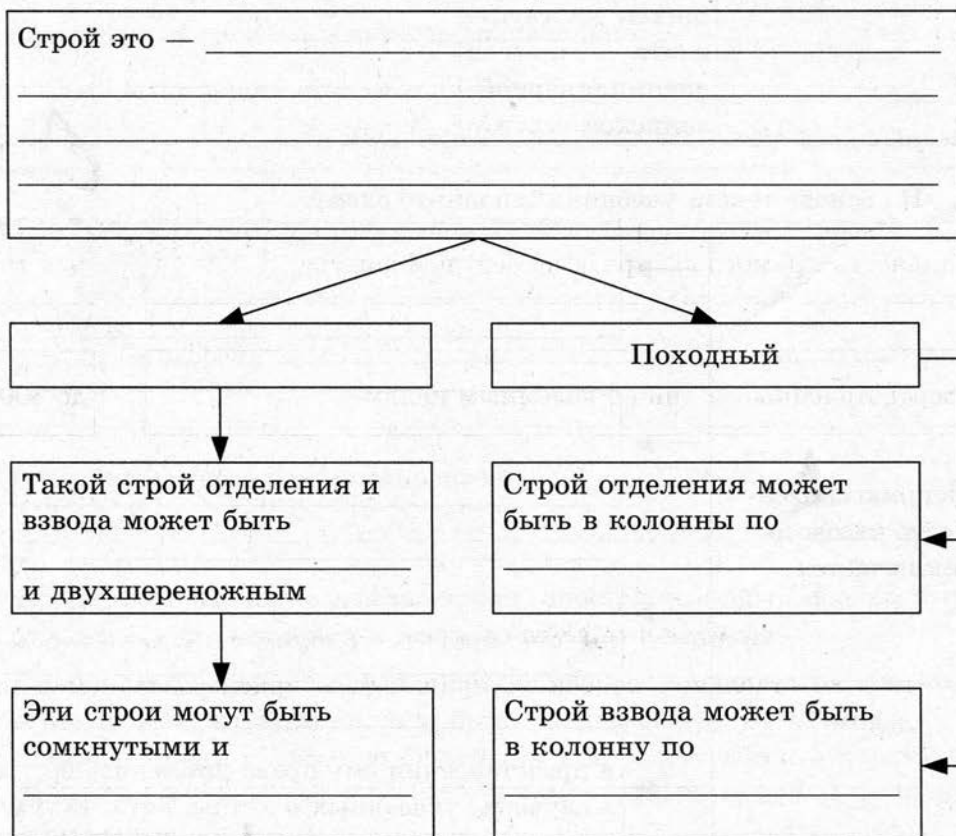 Строй это —
Походный
Такой строй отделения и
взвода может быть
и двухшереножным
Строй отделения может
быть в колонны по
Эти строи могут быть
сомкнутыми и
Строй взвода может быть
в колонну по